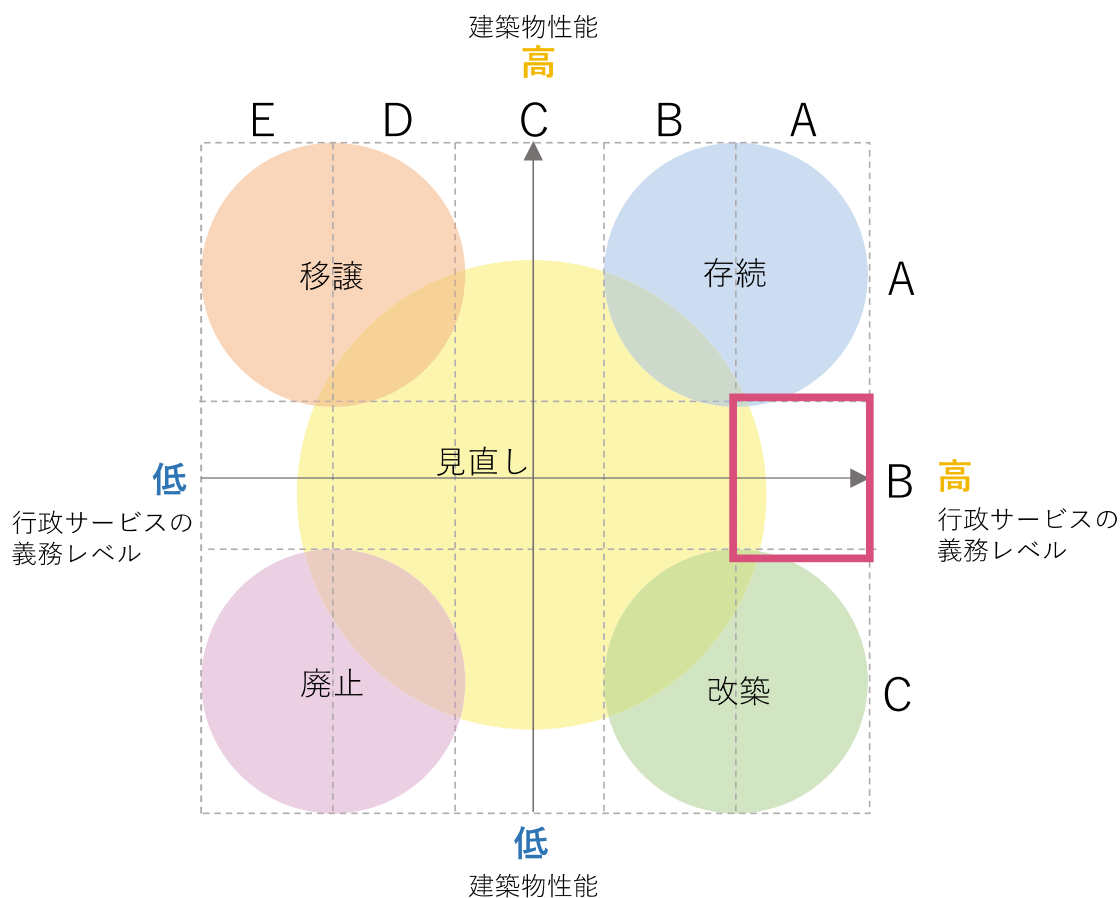 建築物性能
高
E D C B A
移譲
存続
A
見直し
低
行政サービスの
義務レベル
B
高
行政サービスの
義務レベル
廃止
改築
C
低
建築物性能